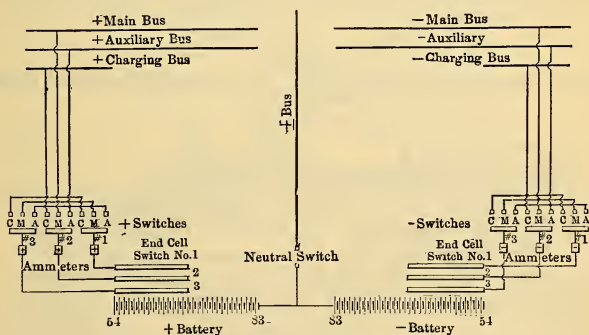 +Main Bus
+Auxiliary Bus
+Charging Bus
-Main Bus
-Auxiliary
-Charging Bus
± Bus
C M A C M A C M A
#3 #2 #1
+Switches
Ammeters
End Cell
Switch No.1
2
3
Neutral Switch
C M A C M A C M A
#3 #2 #1
-Switches
Ammeters
End Cell
Switch No.1
2
3
54
+Battery
83
83
-Battery
54